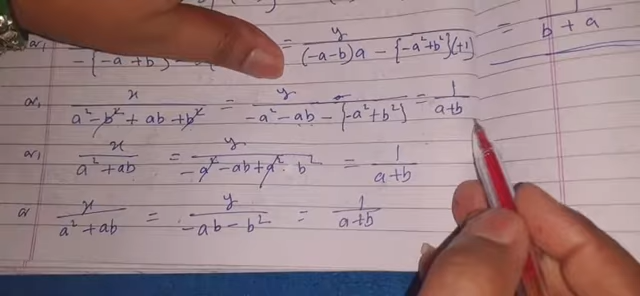 or, -{-a+b)- = y/(-a-b)a - {-a²+b²}(+1) = 1/b+a
or, x/a²-b²+ab+b² = y/-a²-ab-{-a²+b²} = 1/a+b
or, x/a²+ab = y/-a²-ab+a²-b² = 1/a+b
or x/a²+ab = y/-ab-b² = 1/a+b